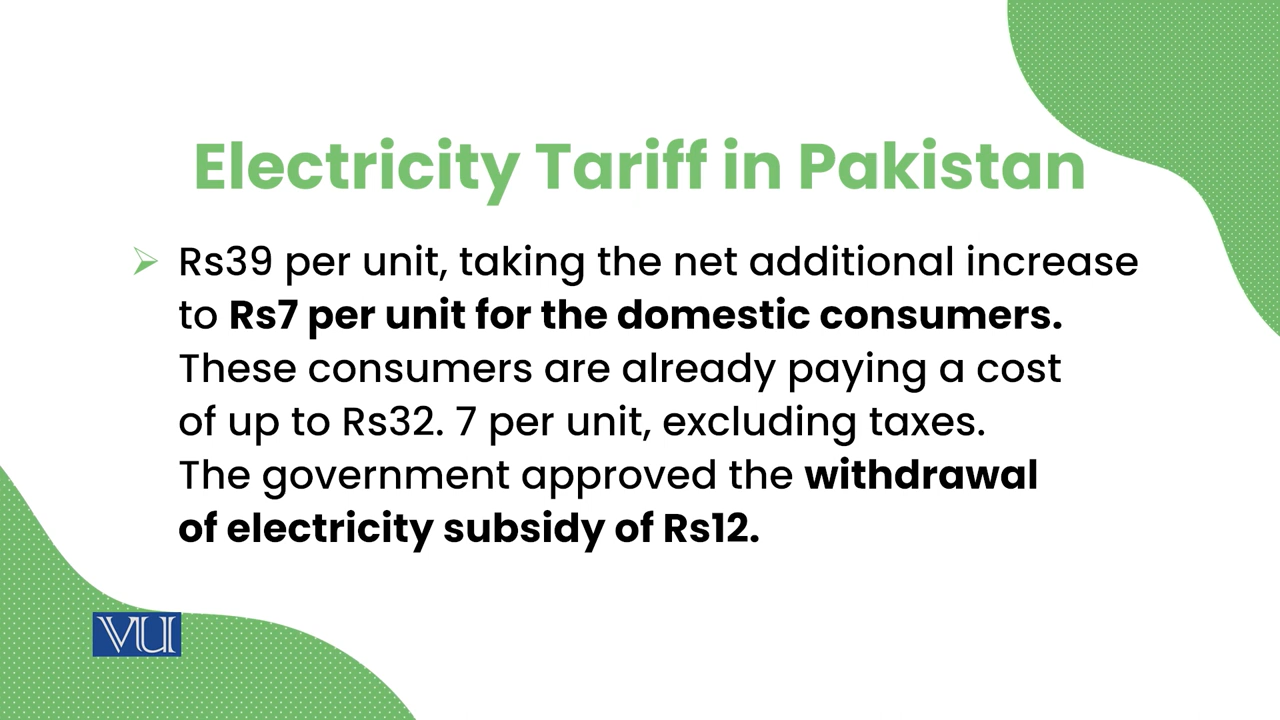 Electricity Tariff in Pakistan
Rs39 per unit, taking the net additional increase
to Rs7 per unit for the domestic consumers.
These consumers are already paying a cost
of up to Rs32. 7 per unit, excluding taxes.
The government approved the withdrawal
of electricity subsidy of Rs12.
VU